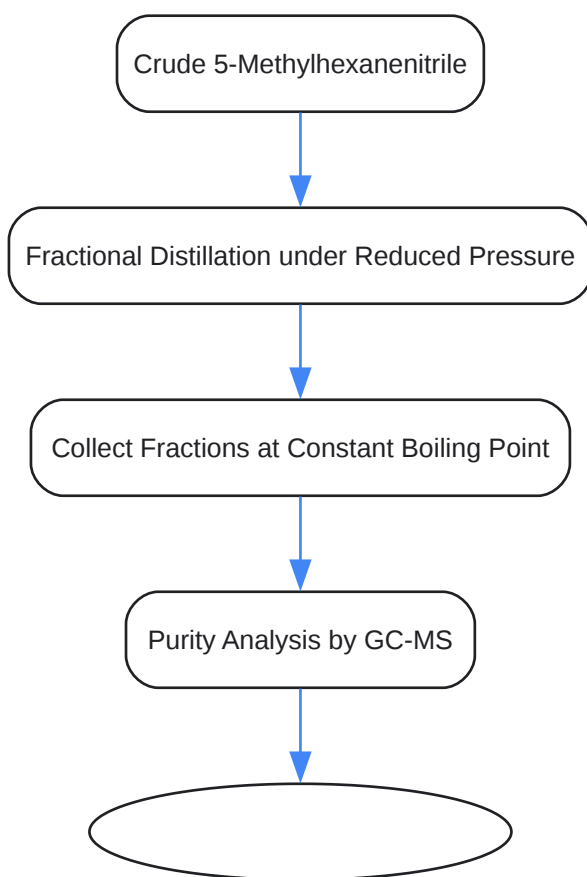 Crude 5-Methylhexanenitrile
Fractional Distillation under Reduced Pressure
Collect Fractions at Constant Boiling Point
Purity Analysis by GC-MS